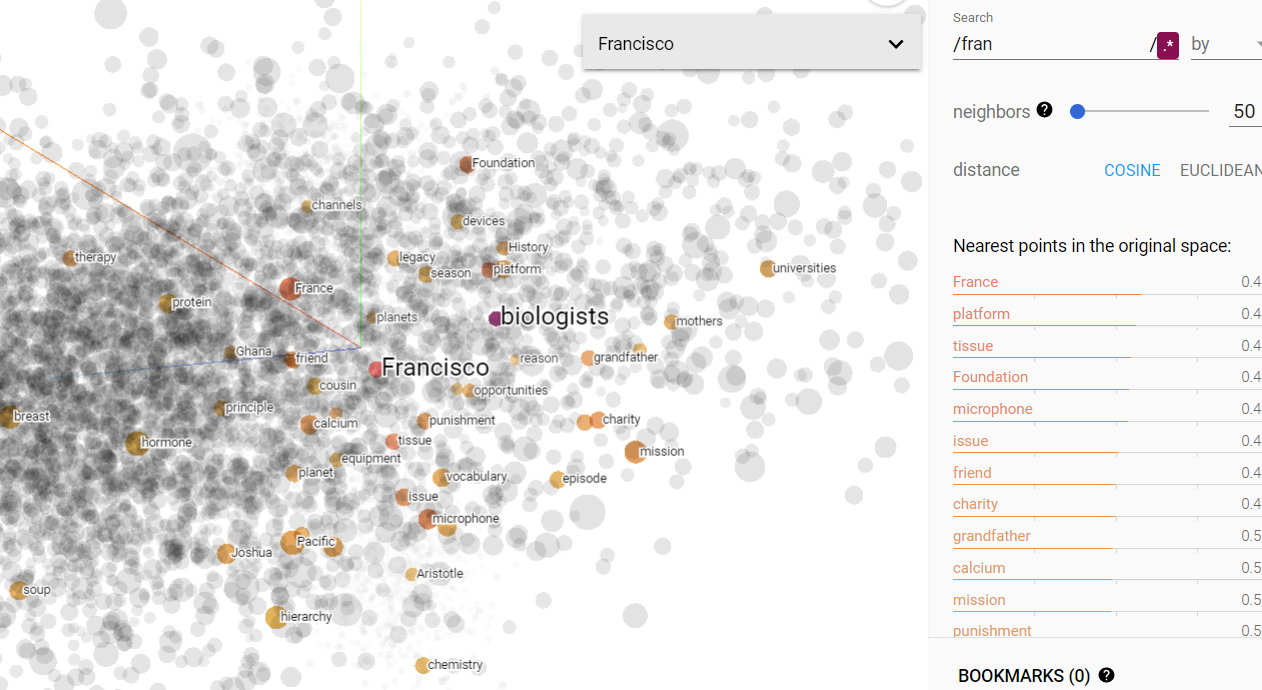 Francisco
Foundation
channels
devices
History
therapy
legacy
season
platform
universities
France
protein
planets
biologists
mothers
Ghana
friend
reason
grandfather
Francisco
cousin
opportunities
principle
breast
calcium
punishment
charity
hormone
tissue
mission
equipment
planet
vocabulary
episode
issue
microphone
Pacific
Joshua
Aristotle
soup
hierarchy
chemistry
Search
/fran / .* by
neighbors ? 50
distance COSINE EUCLIDEAN
Nearest points in the original space:
France 0.4
platform 0.4
tissue 0.4
Foundation 0.4
microphone 0.4
issue 0.4
friend 0.4
charity 0.4
grandfather 0.5
calcium 0.5
mission 0.5
punishment 0.5
BOOKMARKS (0) ?